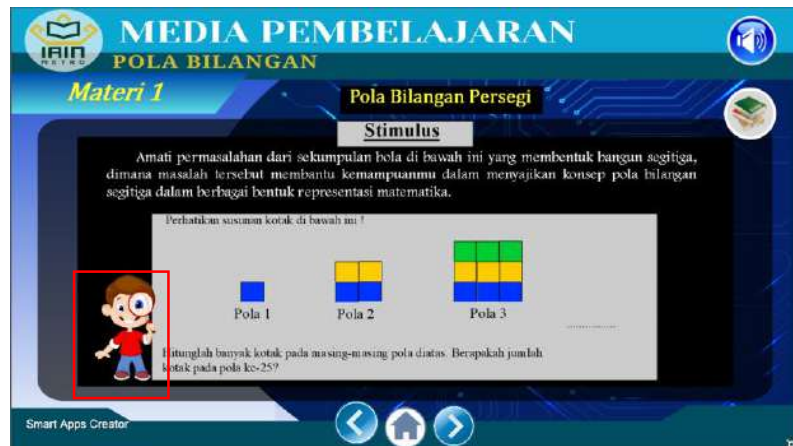 MEDIA PEMBELAJARAN
IAIN
METRO
POLA BILANGAN
Materi 1
Pola Bilangan Persegi
Stimulus
Amati permasalahan dari sekumpulan bola di bawah ini yang membentuk bangun segitiga,
dimana masalah tersebut membantu kemampuanmu dalam menyajikan konsep pola bilangan
segitiga dalam berbagai bentuk representasi matematika.
Perhatikan susunan kotak di bawah ini !
Pola 1 Pola 2 Pola 3
Hitunglah banyak kotak pada masing-masing pola diatas. Berapakah jumlah
kotak pada pola ke-25?
Smart Apps Creator